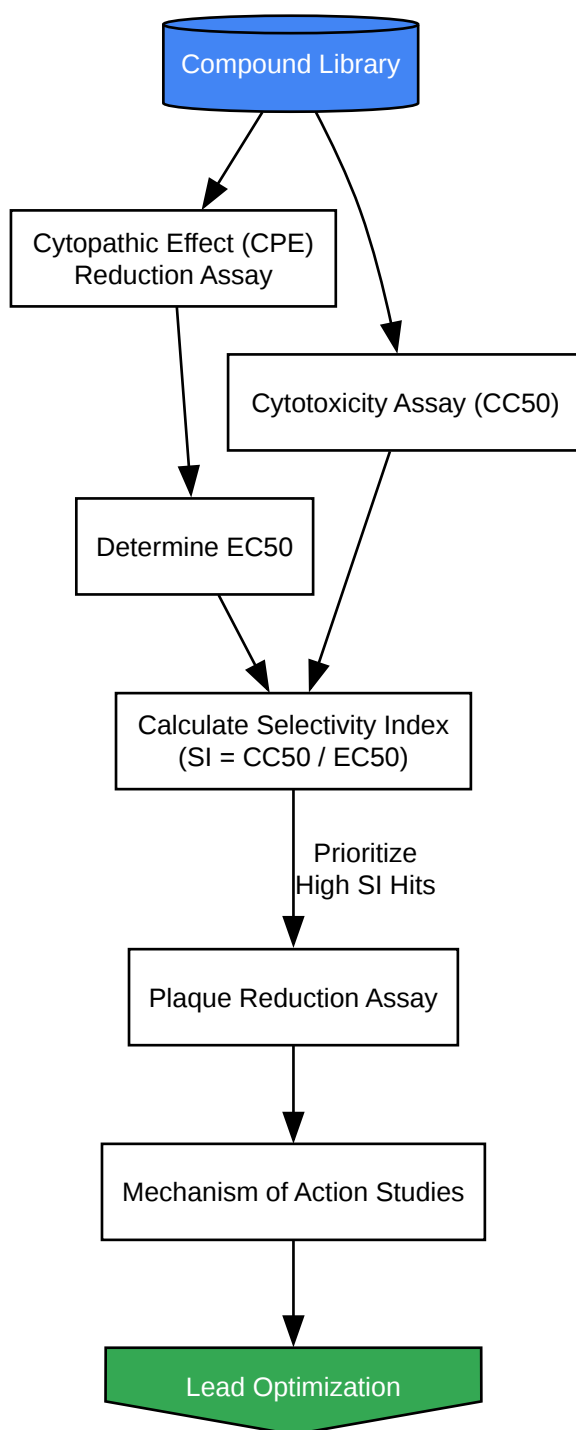 Compound Library
Cytopathic Effect (CPE)
Reduction Assay
Cytotoxicity Assay (CC50)
Determine EC50
Calculate Selectivity Index
(SI = CC50 / EC50)
Prioritize
High SI Hits
Plaque Reduction Assay
Mechanism of Action Studies
Lead Optimization